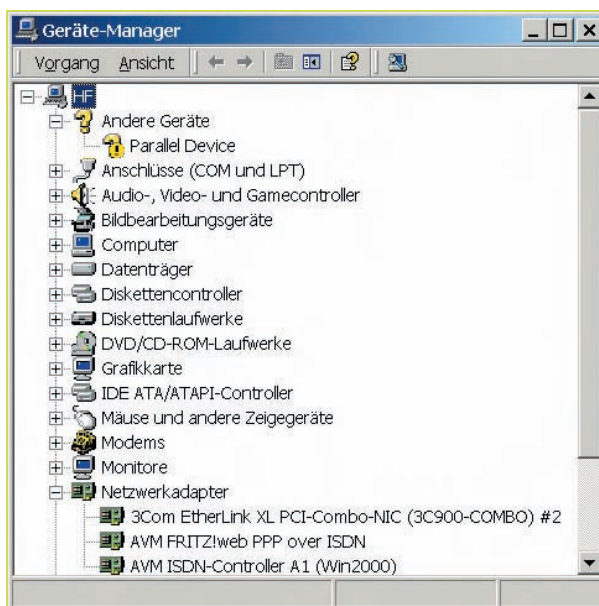 Geräte-Manager
Vorgang Ansicht
HF
Andere Geräte
Parallel Device
Anschlüsse (COM und LPT)
Audio-, Video- und Gamecontroller
Bildbearbeitungsgeräte
Computer
Datenträger
Diskettencontroller
Diskettenlaufwerke
DVD/CD-ROM-Laufwerke
Grafikkarte
IDE ATA/ATAPI-Controller
Mäuse und andere Zeigegeräte
Modems
Monitore
Netzwerkadapter
3Com EtherLink XL PCI-Combo-NIC (3C900-COMBO) #2
AVM FRITZ!web PPP over ISDN
AVM ISDN-Controller A1 (Win2000)